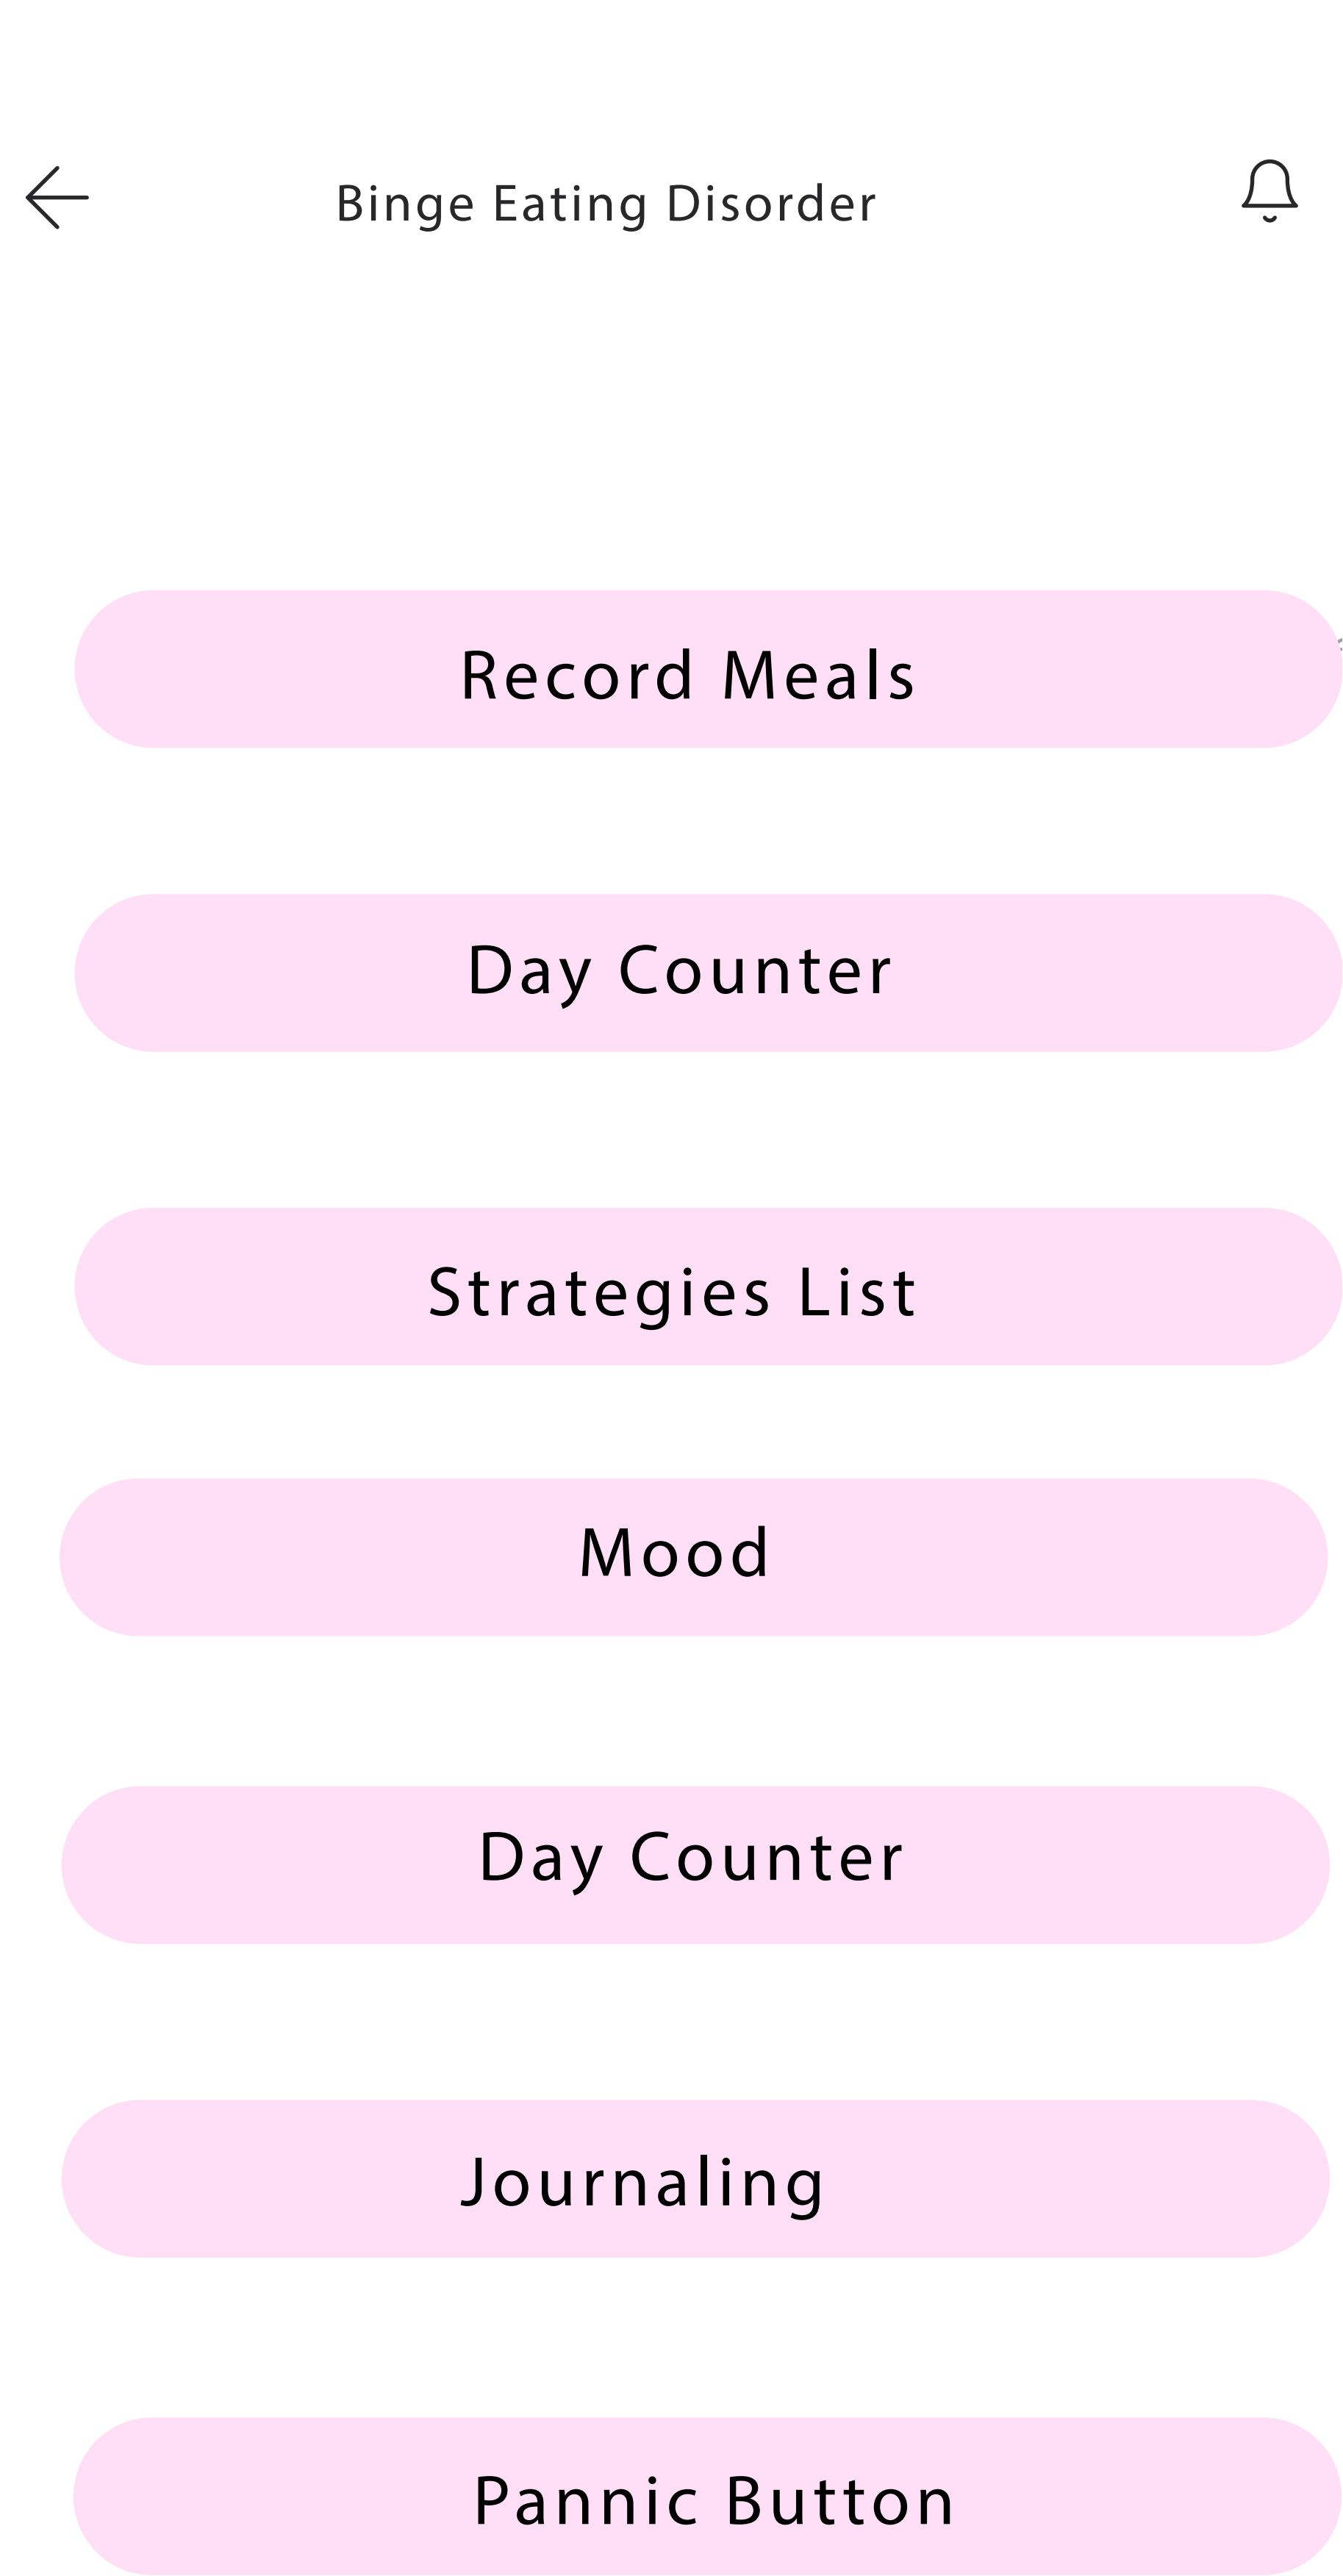 Binge Eating Disorder
Record Meals
Day Counter
Strategies List
Mood
Day Counter
Journaling
Pannic Button